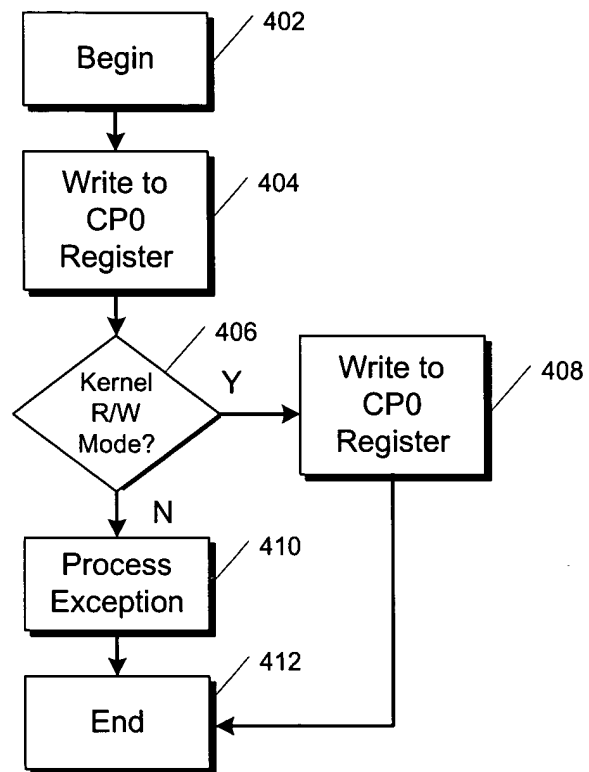 402
Begin
Write to
CP0
Register
404
406
Kernel
R/W
Mode?
Y
Write to
CP0
Register
408
N
Process
Exception
410
412
End